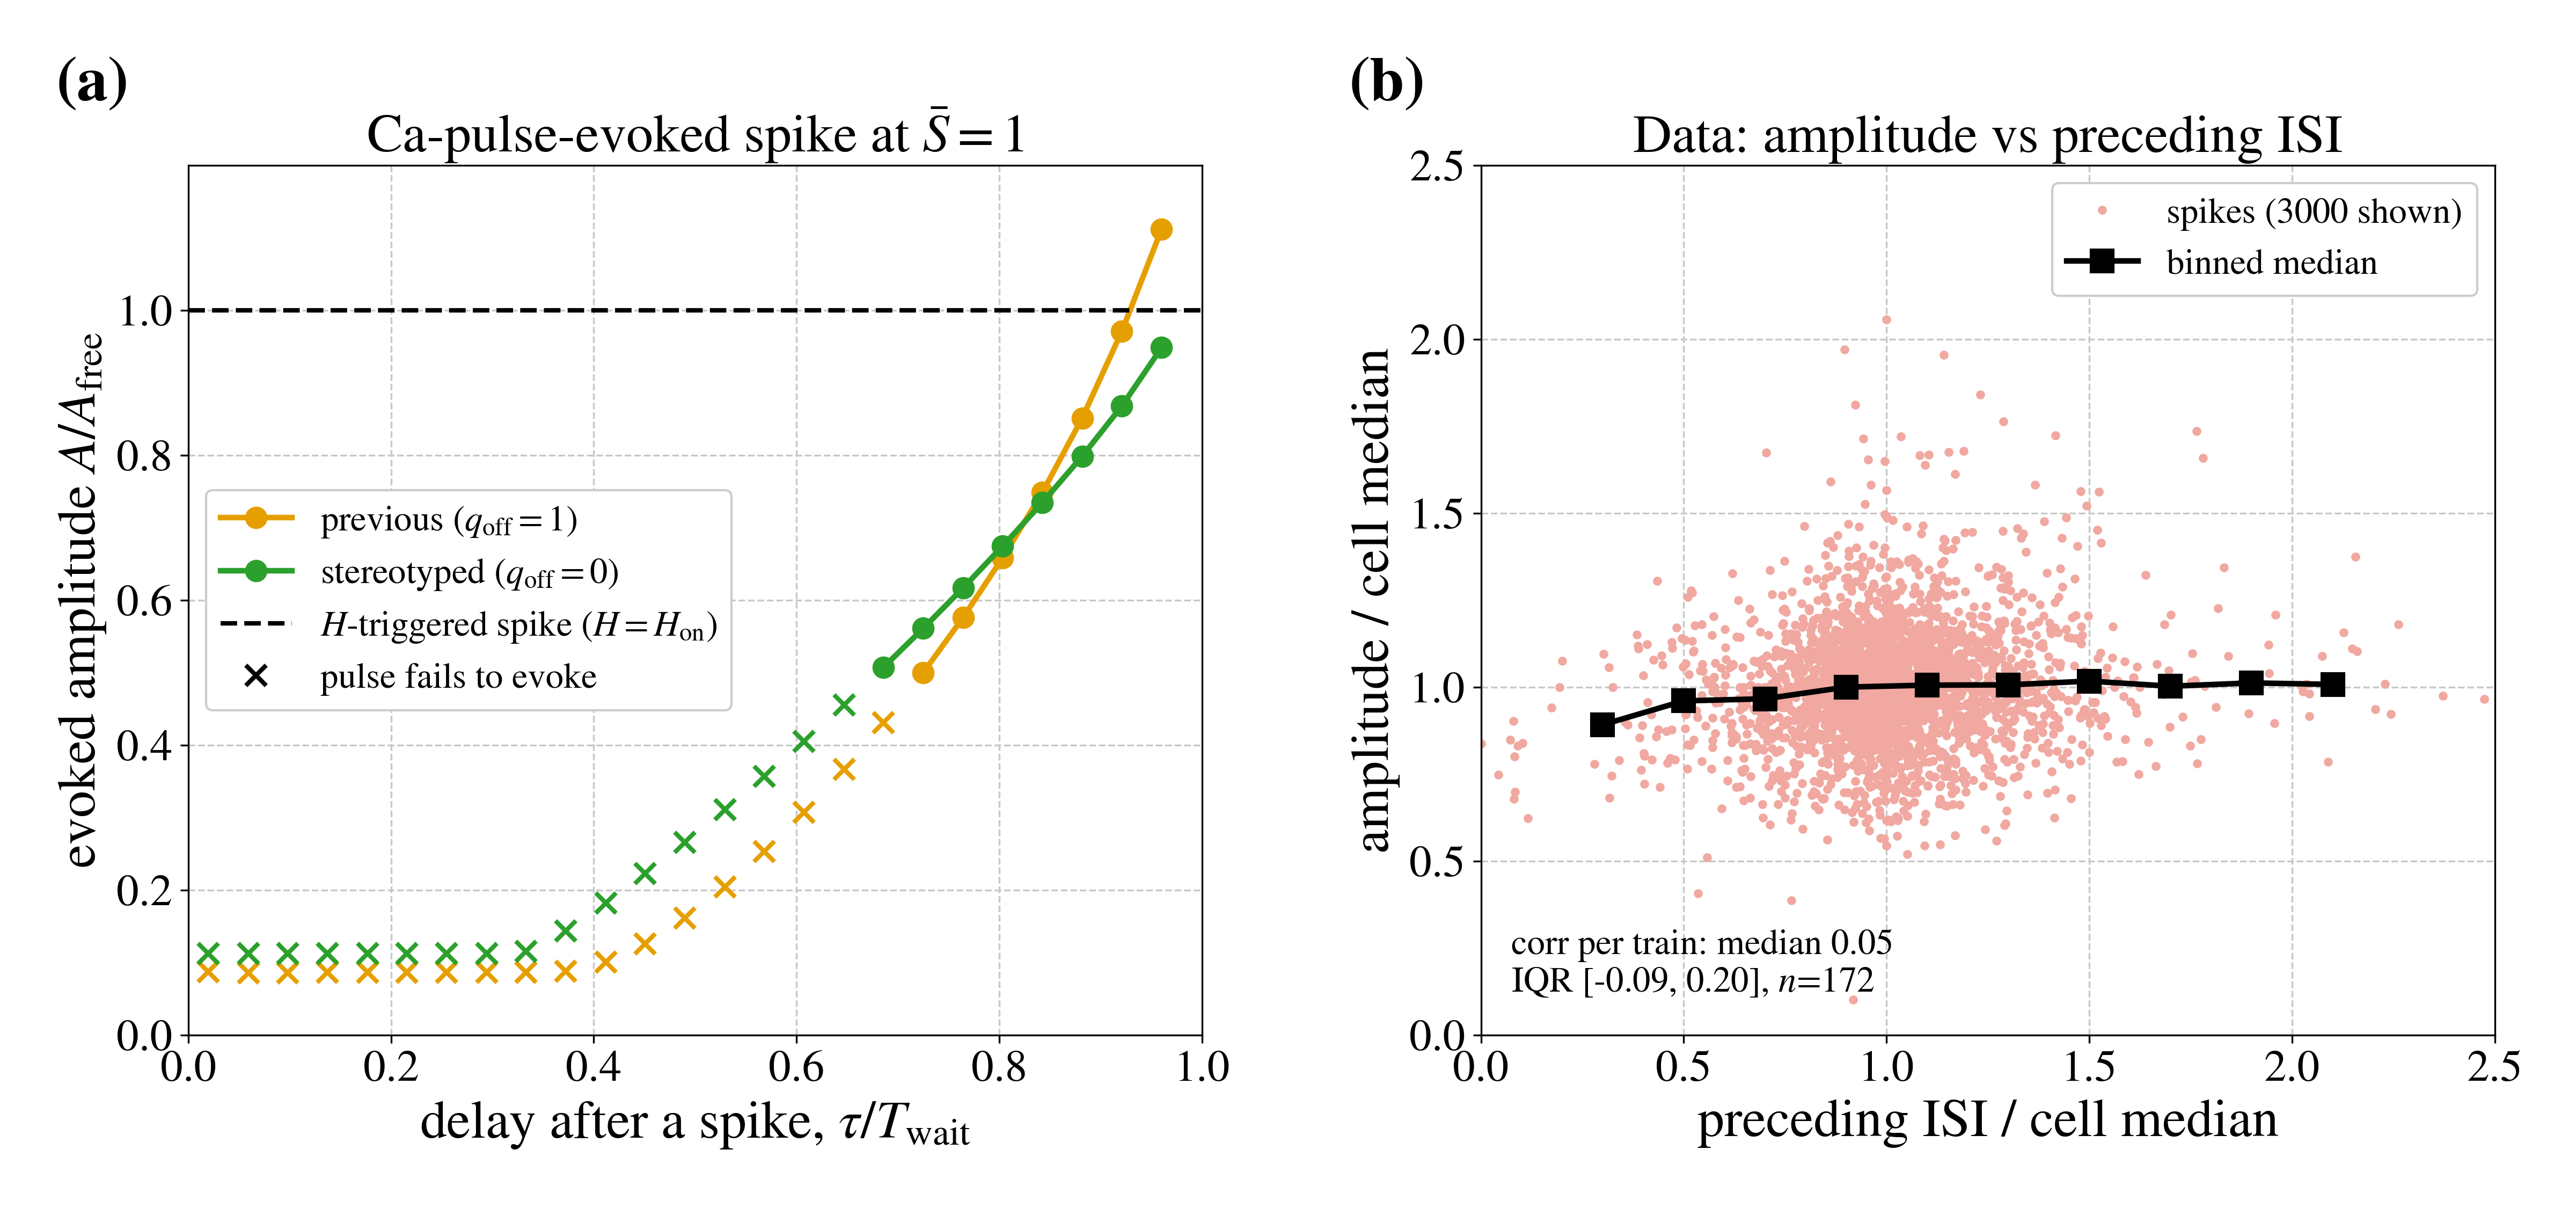 (a)
Ca-pulse-evoked spike at S̄ = 1
evoked amplitude A/A_free
1.0
0.8
0.6
0.4
0.2
0.0
previous (q_off = 1)
stereotyped (q_off = 0)
H-triggered spike (H = H_on)
pulse fails to evoke
0.0 0.2 0.4 0.6 0.8 1.0
delay after a spike, τ/T_wait
(b)
Data: amplitude vs preceding ISI
amplitude / cell median
2.5
2.0
1.5
1.0
0.5
0.0
spikes (3000 shown)
binned median
corr per train: median 0.05
IQR [-0.09, 0.20], n=172
0.0 0.5 1.0 1.5 2.0 2.5
preceding ISI / cell median